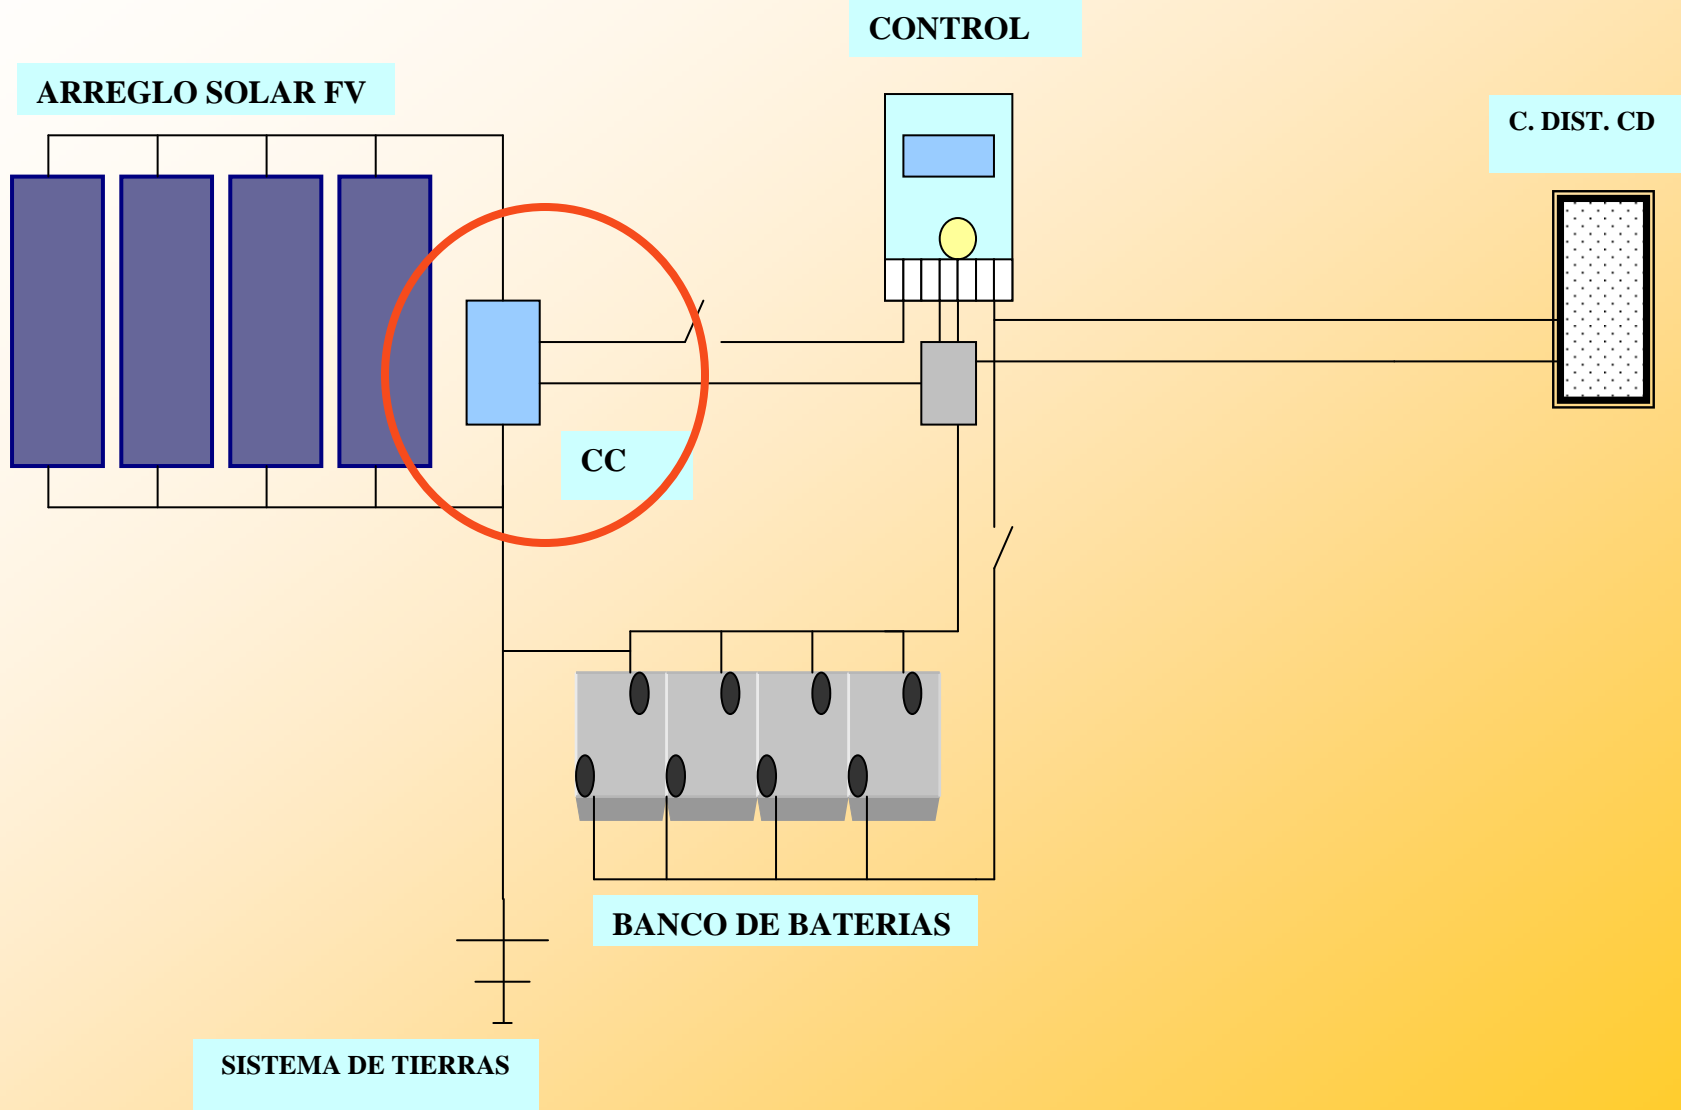 CONTROL
ARREGLO SOLAR FV
C. DIST. CD
CC
BANCO DE BATERIAS
SISTEMA DE TIERRAS